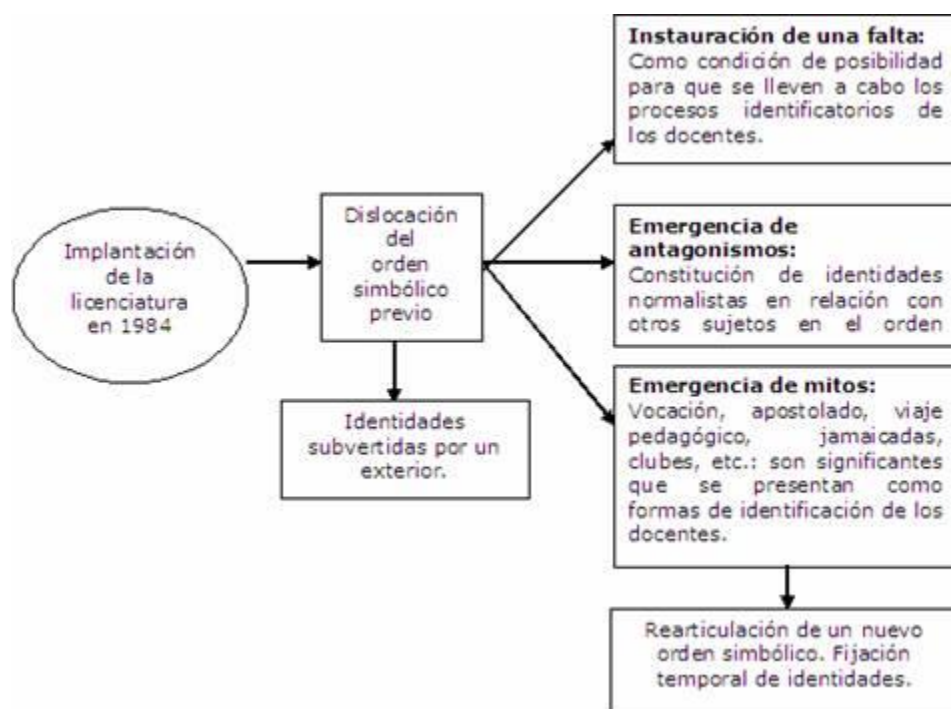 Implantación
de la
licenciatura
en 1984
Dislocación
del
orden
simbólico
previo
Identidades
subvertidas por un
exterior.
Instauración de una falta:
Como condición de posibilidad
para que se lleven a cabo los
procesos identificatorios de
los docentes.
Emergencia de
antagonismos:
Constitución de identidades
normalistas en relación con
otros sujetos en el orden
Emergencia de mitos:
Vocación, apostolado, viaje
pedagógico, jamaicadas,
clubes, etc.: son significantes
que se presentan como
formas de identificación de los
docentes.
Rearticulación de un nuevo
orden simbólico. Fijación
temporal de identidades.